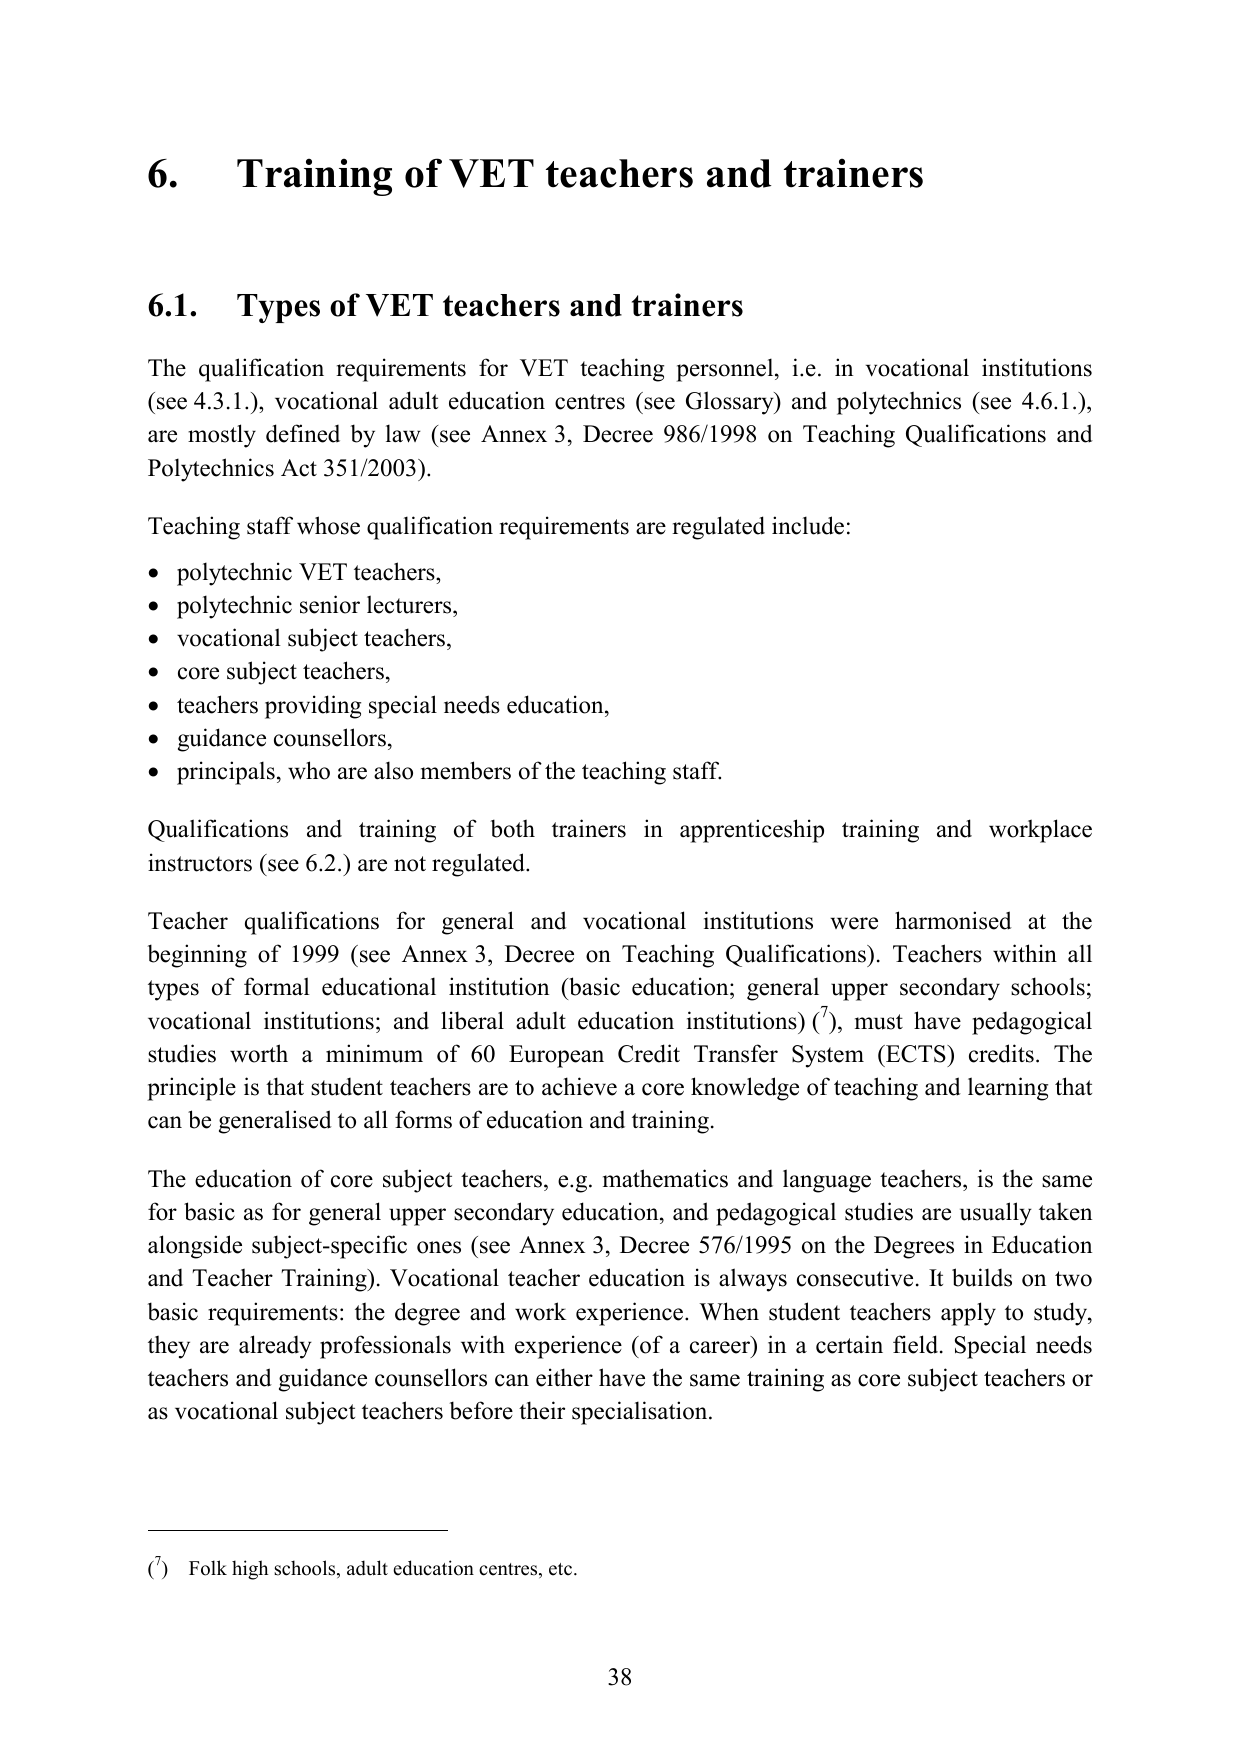 6. Training of VET teachers and trainers
6.1. Types of VET teachers and trainers
The qualification requirements for VET teaching personnel, i.e. in vocational institutions
(see 4.3.1.), vocational adult education centres (see Glossary) and polytechnics (see 4.6.1.),
are mostly defined by law (see Annex 3, Decree 986/1998 on Teaching Qualifications and
Polytechnics Act 351/2003).
Teaching staff whose qualification requirements are regulated include:
• polytechnic VET teachers,
• polytechnic senior lecturers,
• vocational subject teachers,
• core subject teachers,
• teachers providing special needs education,
• guidance counsellors,
• principals, who are also members of the teaching staff.
Qualifications and training of both trainers in apprenticeship training and workplace
instructors (see 6.2.) are not regulated.
Teacher qualifications for general and vocational institutions were harmonised at the
beginning of 1999 (see Annex 3, Decree on Teaching Qualifications). Teachers within all
types of formal educational institution (basic education; general upper secondary schools;
vocational institutions; and liberal adult education institutions) (7), must have pedagogical
studies worth a minimum of 60 European Credit Transfer System (ECTS) credits. The
principle is that student teachers are to achieve a core knowledge of teaching and learning that
can be generalised to all forms of education and training.
The education of core subject teachers, e.g. mathematics and language teachers, is the same
for basic as for general upper secondary education, and pedagogical studies are usually taken
alongside subject-specific ones (see Annex 3, Decree 576/1995 on the Degrees in Education
and Teacher Training). Vocational teacher education is always consecutive. It builds on two
basic requirements: the degree and work experience. When student teachers apply to study,
they are already professionals with experience (of a career) in a certain field. Special needs
teachers and guidance counsellors can either have the same training as core subject teachers or
as vocational subject teachers before their specialisation.
(7) Folk high schools, adult education centres, etc.
38